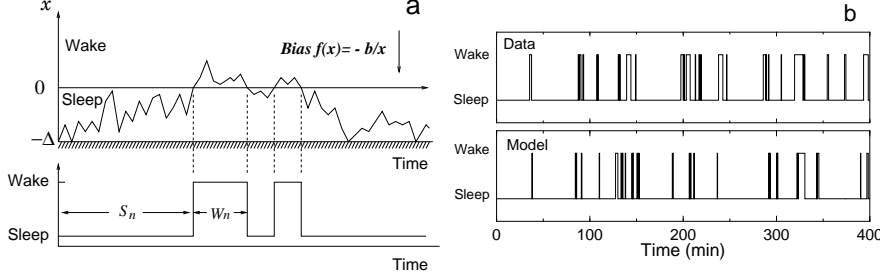 x
a
Wake
Bias f(x)= - b/x
0
Sleep
−Δ
Time
Wake
S_n
W_n
Sleep
Time
b
Wake
Data
Sleep
Wake
Model
Sleep
0
100
200
300
400
Time (min)